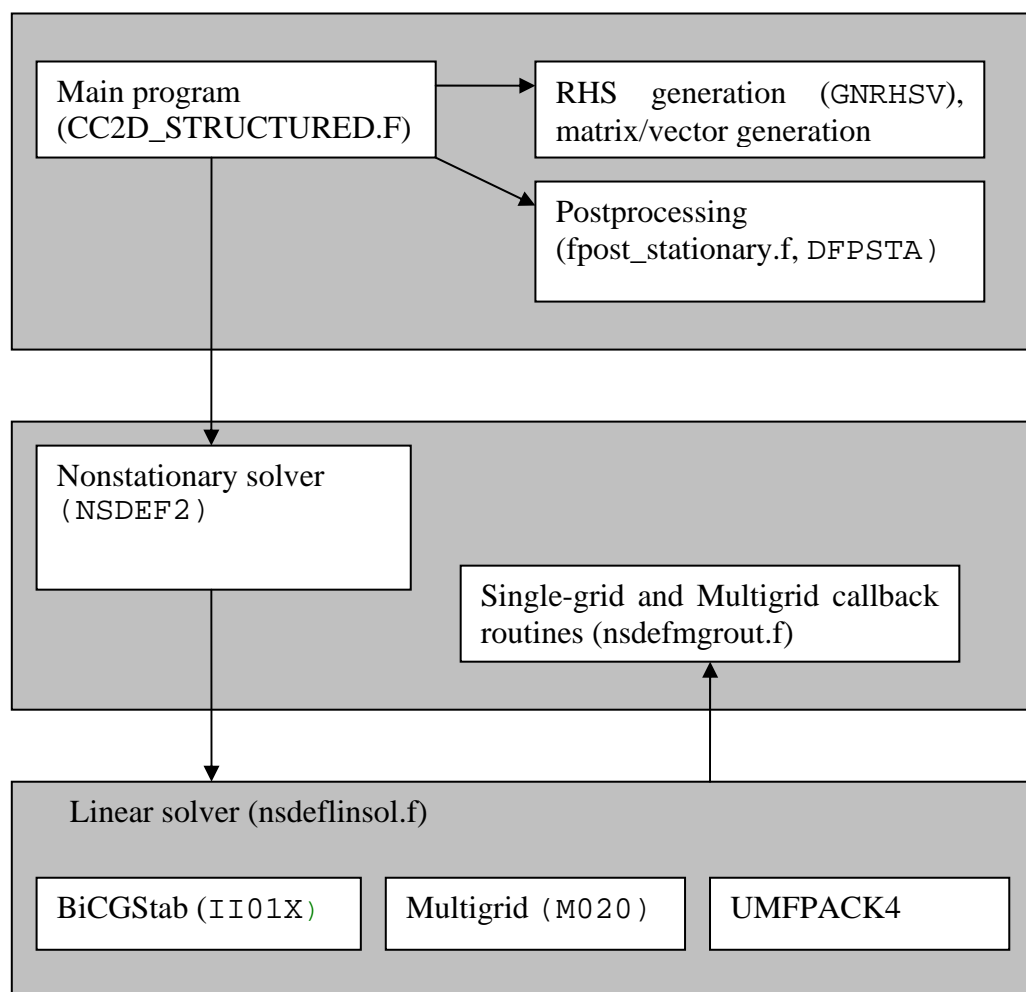 Main program
(CC2D_STRUCTURED.F)
RHS generation (GNRHSV),
matrix/vector generation
Postprocessing
(fpost_stationary.f, DFPSTA)
Nonstationary solver
(NSDEF2)
Single-grid and Multigrid callback
routines (nsdefmgrout.f)
Linear solver (nsdeflinsol.f)
BiCGStab (II01X)
Multigrid (M020)
UMFPACK4